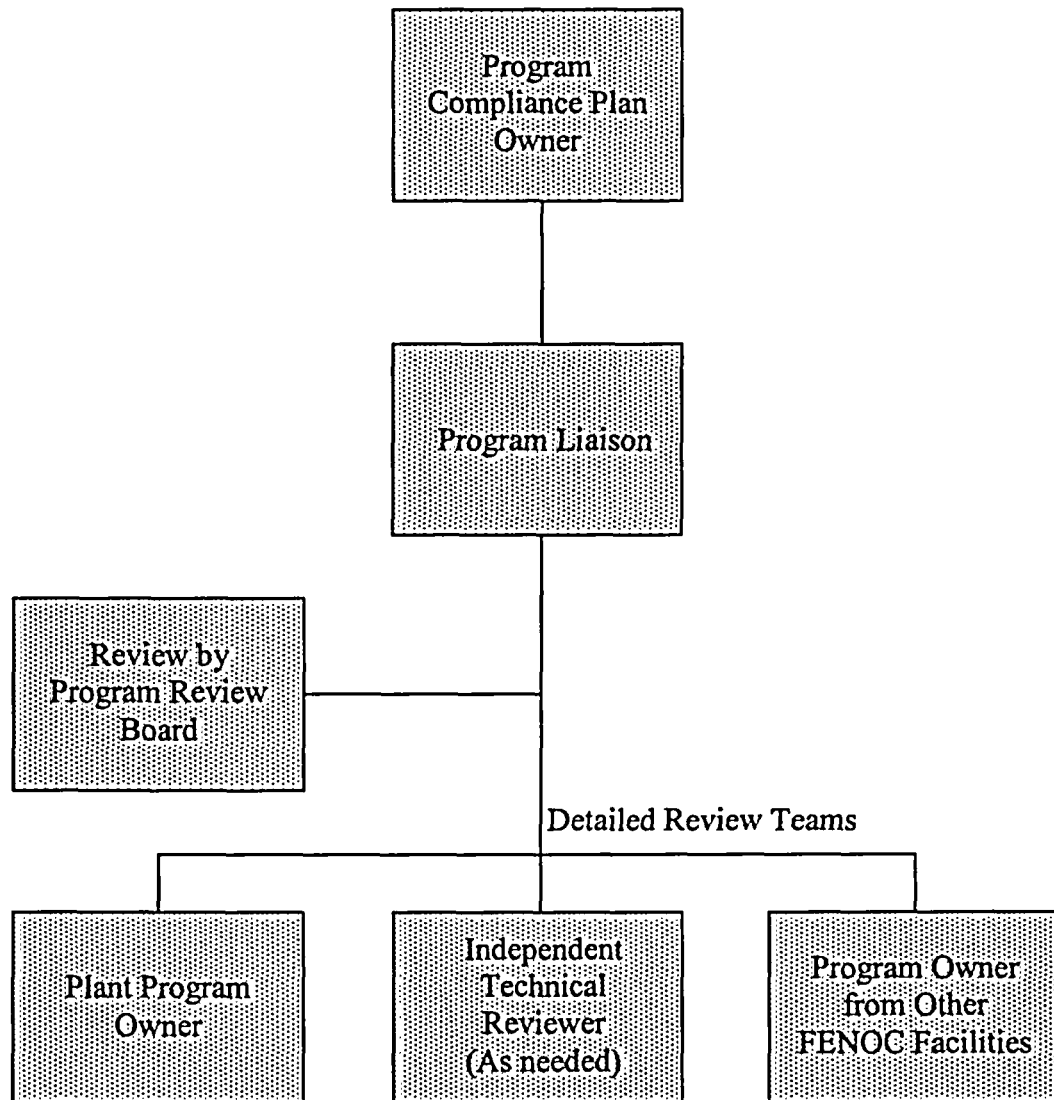 Program
Compliance Plan
Owner
Program Liaison
Review by
Program Review
Board
Detailed Review Teams
Plant Program
Owner
Independent
Technical
Reviewer
(As needed)
Program Owner
from Other
FENOC Facilities